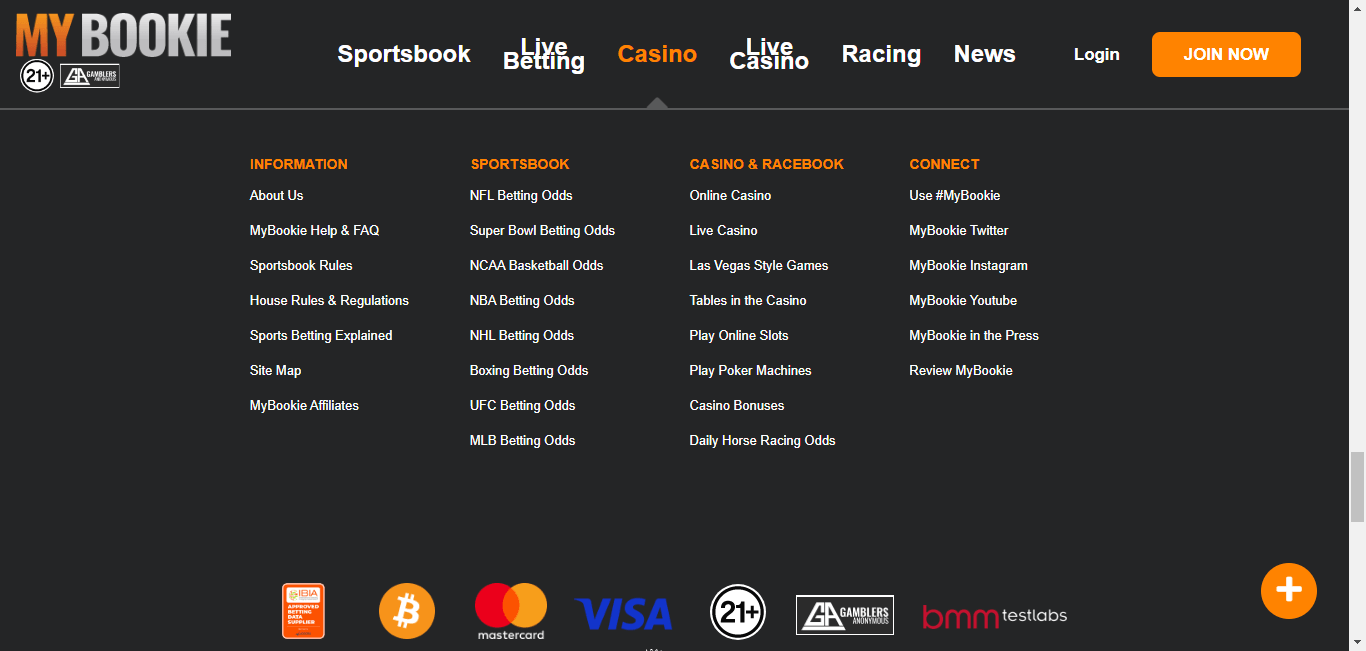 MY BOOKIE
21+
GA GAMBLERS
ANONYMOUS
Sportsbook
Live
Betting
Casino
Live
Casino
Racing
News
Login
JOIN NOW
INFORMATION
About Us
MyBookie Help & FAQ
Sportsbook Rules
House Rules & Regulations
Sports Betting Explained
Site Map
MyBookie Affiliates
SPORTSBOOK
NFL Betting Odds
Super Bowl Betting Odds
NCAA Basketball Odds
NBA Betting Odds
NHL Betting Odds
Boxing Betting Odds
UFC Betting Odds
MLB Betting Odds
CASINO & RACEBOOK
Online Casino
Live Casino
Las Vegas Style Games
Tables in the Casino
Play Online Slots
Play Poker Machines
Casino Bonuses
Daily Horse Racing Odds
CONNECT
Use #MyBookie
MyBookie Twitter
MyBookie Instagram
MyBookie Youtube
MyBookie in the Press
Review MyBookie
IBIA
APPROVED
BETTING
DATA
SUPPLIER
mastercard
VISA
21+
GA GAMBLERS
ANONYMOUS
bmm testlabs